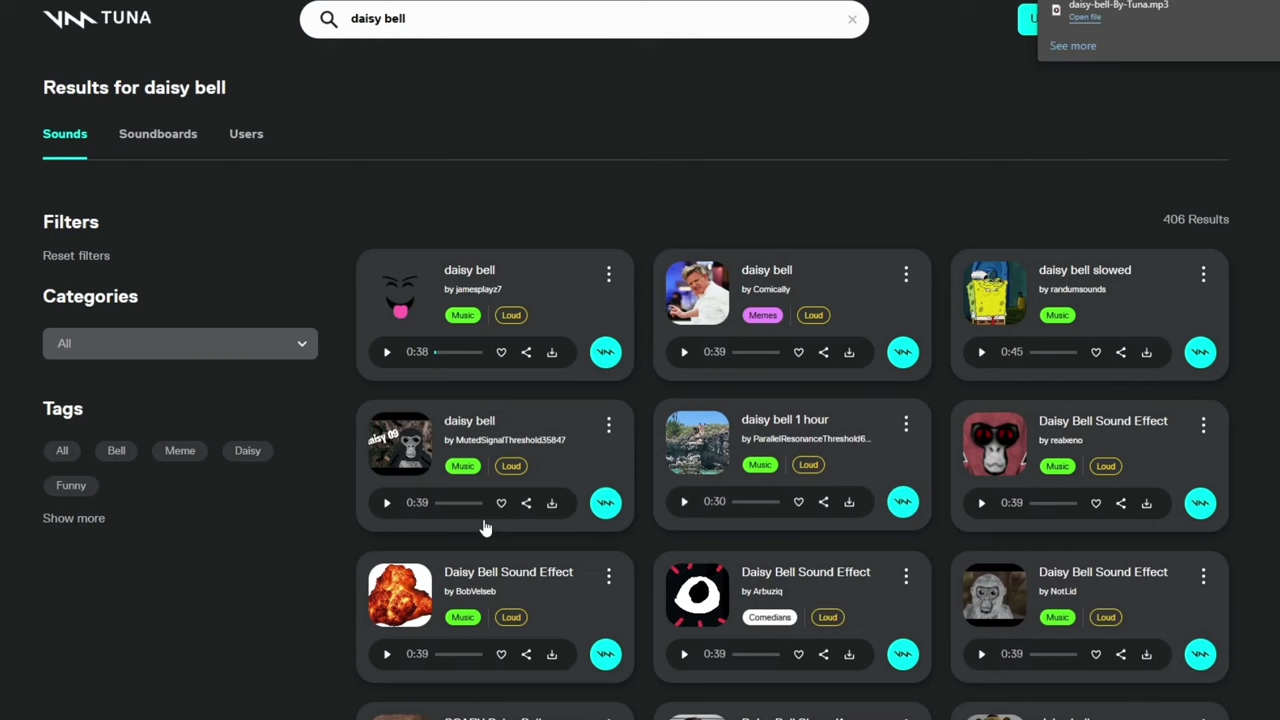 TUNA
daisy bell
daisy-bell-By-Tuna.mp3
Open file
See more
Results for daisy bell
Sounds
Soundboards
Users
Filters
406 Results
Reset filters
Categories
All
Tags
All
Bell
Meme
Daisy
Funny
Show more
daisy bell
by jamesplayz7
Music
Loud
0:38
daisy bell
by Comically
Memes
Loud
0:39
daisy bell slowed
by randumsounds
Music
0:45
daisy bell
by MutedSignalThreshold35847
Music
Loud
0:39
daisy bell 1 hour
by ParallelResonanceThreshold6...
Music
Loud
0:30
Daisy Bell Sound Effect
by realxeno
Music
Loud
0:39
Daisy Bell Sound Effect
by BobVelseb
Music
Loud
0:39
Daisy Bell Sound Effect
by Arbuziq
Comedians
Loud
0:39
Daisy Bell Sound Effect
by NotLid
Music
Loud
0:39